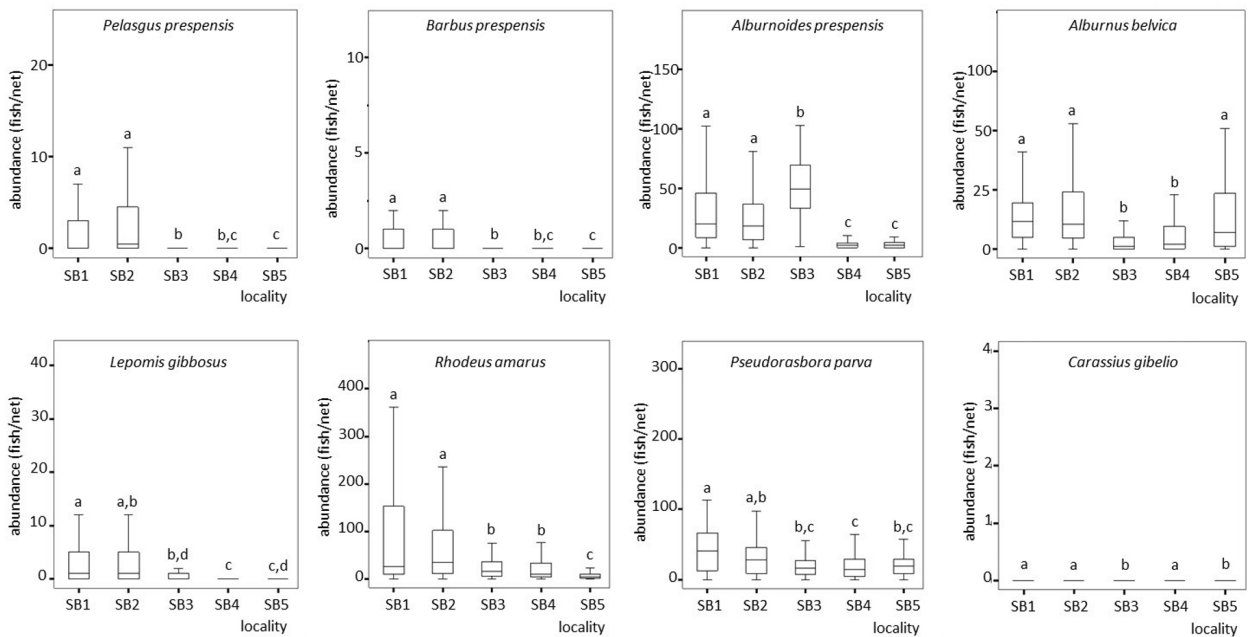 Pelasgus prespensis
abundance (fish/net)
20
10
0
a
a
b
b,c
c
SB1 SB2 SB3 SB4 SB5
locality
Barbus prespensis
abundance (fish/net)
10
5
2
0
a
a
b
b,c
c
SB1 SB2 SB3 SB4 SB5
locality
Alburnoides prespensis
abundance (fish/net)
150
100
50
0
a
a
b
c
c
SB1 SB2 SB3 SB4 SB5
locality
Alburnus belvica
abundance (fish/net)
100
50
25
0
a
a
b
b
a
SB1 SB2 SB3 SB4 SB5
locality
Lepomis gibbosus
abundance (fish/net)
40
30
20
10
0
a
a,b
b,d
c
c,d
SB1 SB2 SB3 SB4 SB5
locality
Rhodeus amarus
abundance (fish/net)
400
300
200
100
0
a
a
b
b
c
SB1 SB2 SB3 SB4 SB5
locality
Pseudorasbora parva
abundance (fish/net)
300
200
100
0
a
a,b
b,c
c
b,c
SB1 SB2 SB3 SB4 SB5
locality
Carassius gibelio
abundance (fish/net)
4
3
2
1
0
a
a
b
a
b
SB1 SB2 SB3 SB4 SB5
locality